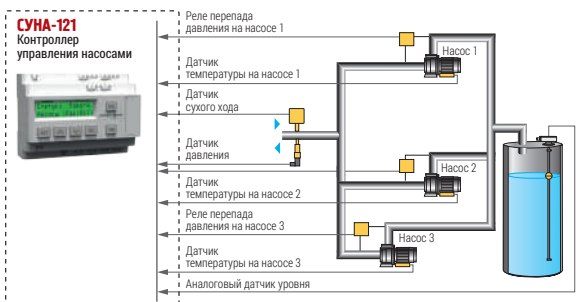 СУНА-121
Контроллер
управления насосами
Реле перепада
давления на насосе 1
Датчик
температуры на насосе 1
Датчик
сухого хода
Датчик
давления
Датчик
температуры на насосе 2
Реле перепада
давления на насосе 3
Датчик
температуры на насосе 3
Аналоговый датчик уровня
Насос 1
Насос 2
Насос 3